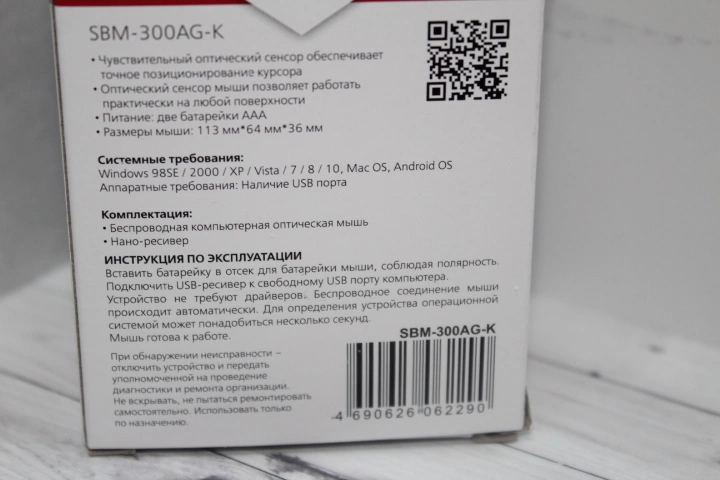 SBM-300AG-K
• Чувствительный оптический сенсор обеспечивает
точное позиционирование курсора
• Оптический сенсор мыши позволяет работать
практически на любой поверхности
• Питание: две батарейки ААА
• Размеры мыши: 113 мм*64 мм*36 мм
Системные требования:
Windows 98SE / 2000 / XP / Vista / 7 / 8 / 10, Mac OS, Android OS
Аппаратные требования: Наличие USB порта
Комплектация:
• Беспроводная компьютерная оптическая мышь
• Нано-ресивер
ИНСТРУКЦИЯ ПО ЭКСПЛУАТАЦИИ
Вставить батарейку в отсек для батарейки мыши, соблюдая полярность.
Подключить USB-ресивер к свободному USB порту компьютера.
Устройство не требуют драйверов. Беспроводное соединение мыши
происходит автоматически. Для определения устройства операционной
системой может понадобиться несколько секунд.
Мышь готова к работе.
При обнаружении неисправности –
отключить устройство и передать
уполномоченной на проведение
диагностики и ремонта организации.
Не вскрывать, не пытаться ремонтировать
самостоятельно. Использовать только
по назначению.
SBM-300AG-K
4 690626 062290